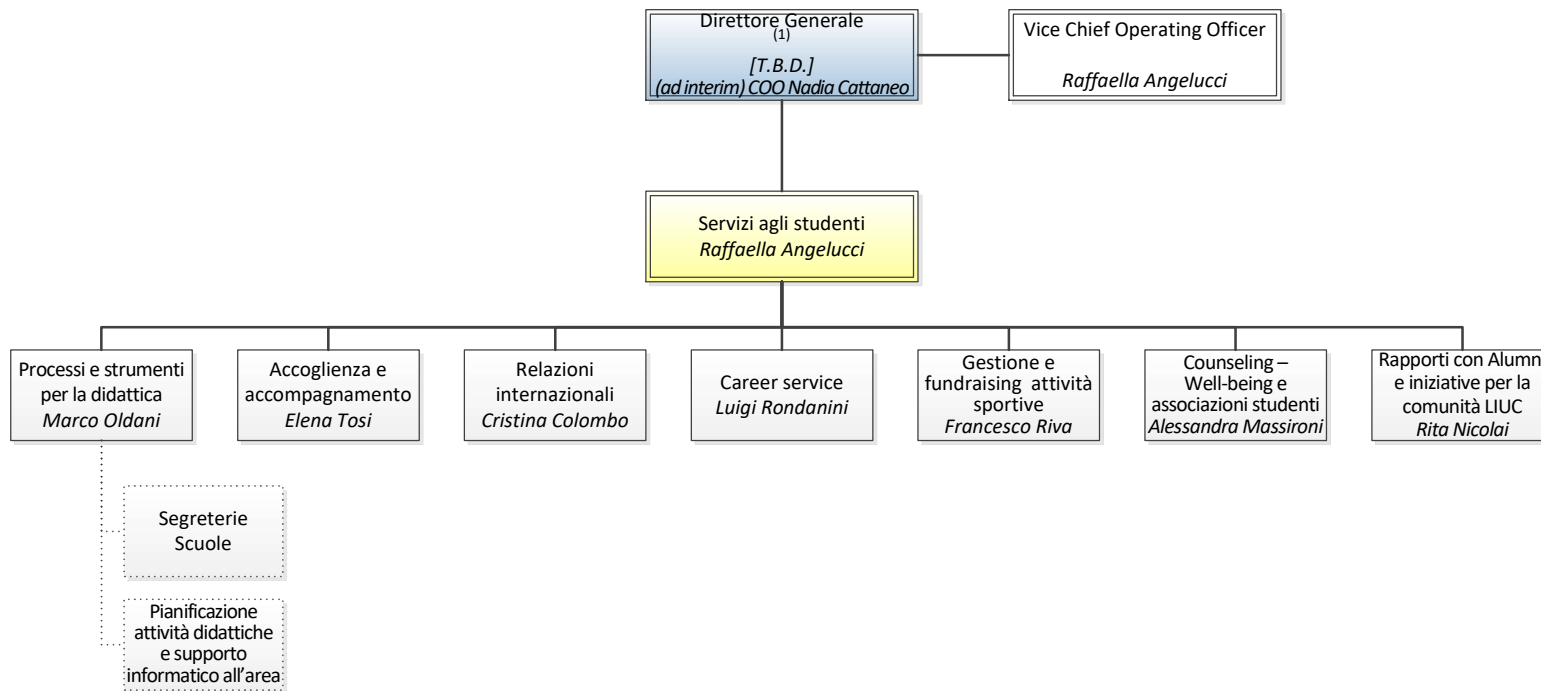 Direttore Generale
(1)
[T.B.D.]
(ad interim) COO Nadia Cattaneo
Vice Chief Operating Officer
Raffaella Angelucci
Servizi agli studenti
Raffaella Angelucci
Processi e strumenti
per la didattica
Marco Oldani
Accoglienza e
accompagnamento
Elena Tosi
Relazioni
internazionali
Cristina Colombo
Career service
Luigi Rondanini
Gestione e
fundraising attività
sportive
Francesco Riva
Counseling –
Well-being e
associazioni studenti
Alessandra Massironi
Rapporti con Alumn
e iniziative per la
comunità LIUC
Rita Nicolai
Segreterie
Scuole
Pianificazione
attività didattiche
e supporto
informatico all'area